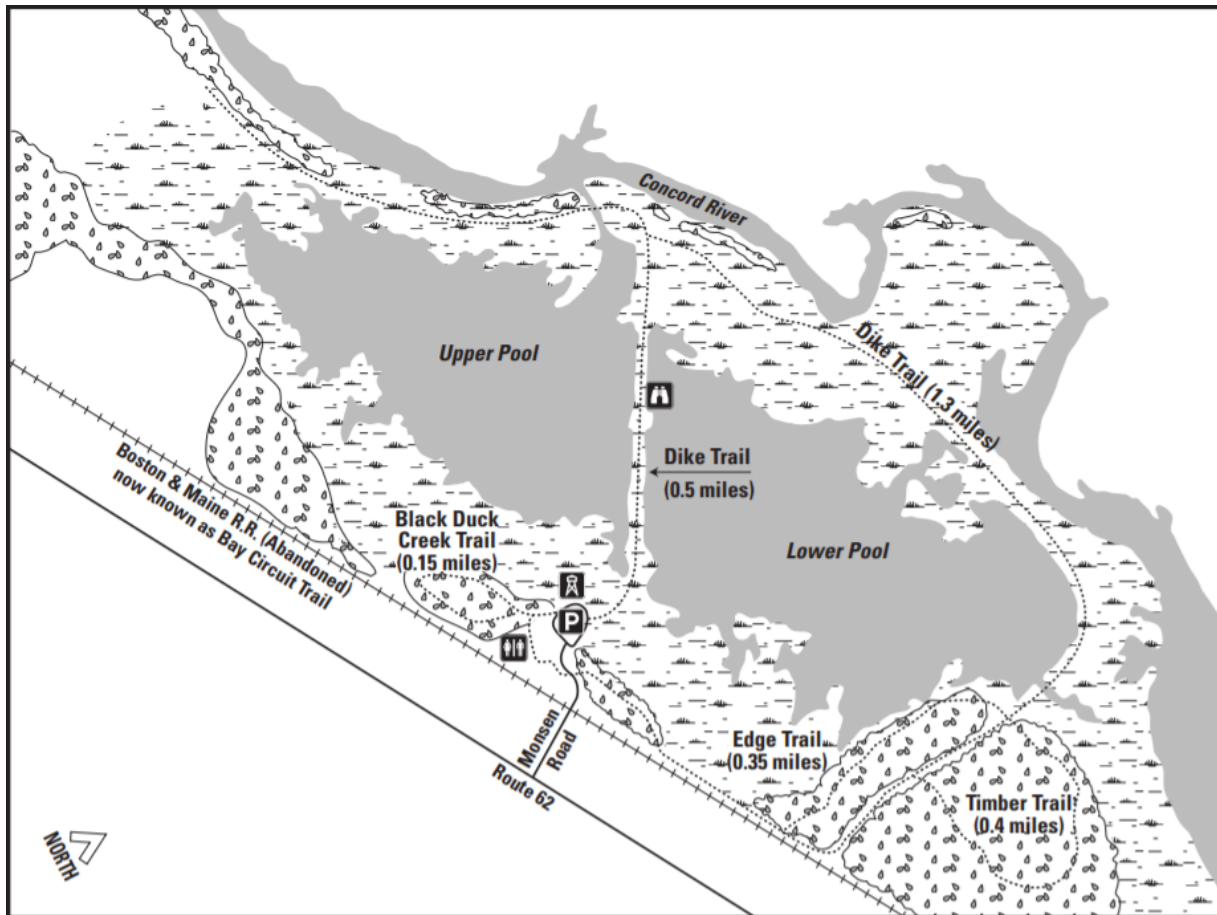 Concord River
Upper Pool
Dike Trail (1.3 miles)
Dike Trail
(0.5 miles)
Boston & Maine R.R. (Abandoned)
now known as Bay Circuit Trail
Black Duck
Creek Trail
(0.15 miles)
Lower Pool
P
Monsen
Road
Edge Trail
(0.35 miles)
Route 62
Timber Trail
(0.4 miles)
NORTH